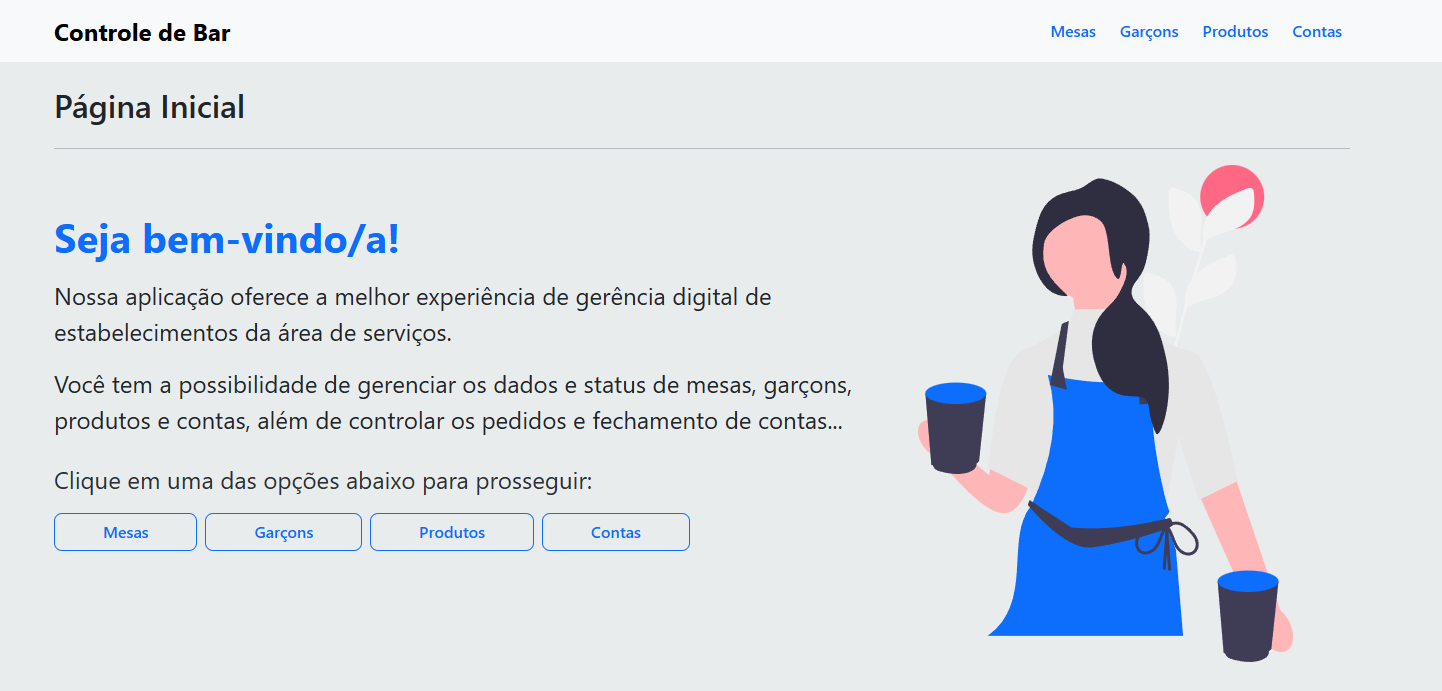 Controle de Bar
Mesas Garçons Produtos Contas
Página Inicial
Seja bem-vindo/a!
Nossa aplicação oferece a melhor experiência de gerência digital de
estabelecimentos da área de serviços.
Você tem a possibilidade de gerenciar os dados e status de mesas, garçons,
produtos e contas, além de controlar os pedidos e fechamento de contas...
Clique em uma das opções abaixo para prosseguir:
Mesas Garçons Produtos Contas